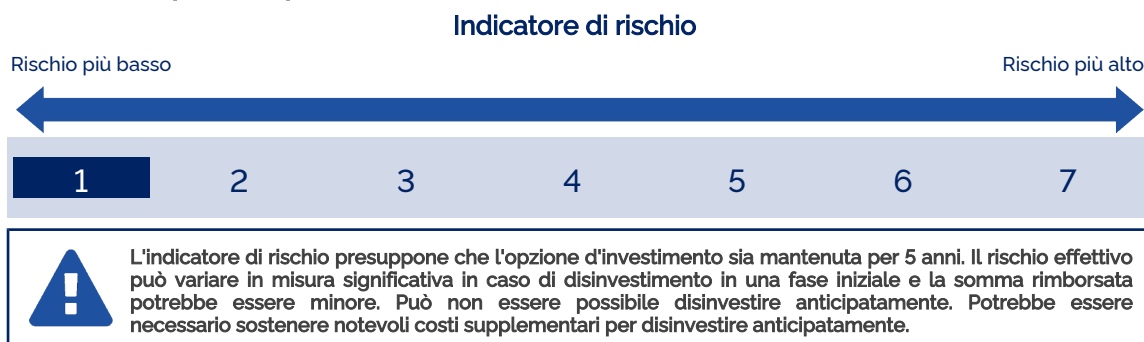 Indicatore di rischio
Rischio più basso Rischio più alto
1 2 3 4 5 6 7
L'indicatore di rischio presuppone che l'opzione d'investimento sia mantenuta per 5 anni. Il rischio effettivo
può variare in misura significativa in caso di disinvestimento in una fase iniziale e la somma rimborsata
potrebbe essere minore. Può non essere possibile disinvestire anticipatamente. Potrebbe essere
necessario sostenere notevoli costi supplementari per disinvestire anticipatamente.